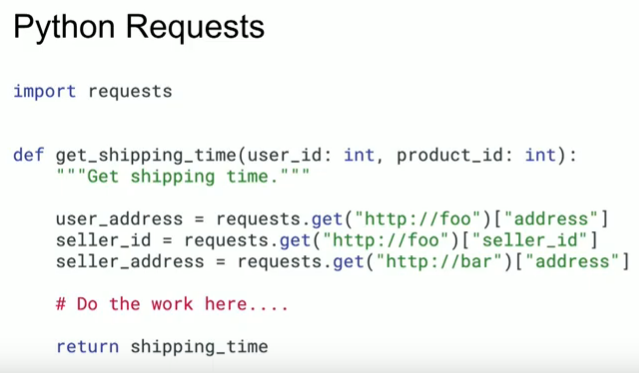 Python Requests
import requests
def get_shipping_time(user_id: int, product_id: int):
    """Get shipping time."""
    user_address = requests.get("http://foo")["address"]
    seller_id = requests.get("http://foo")["seller_id"]
    seller_address = requests.get("http://bar")["address"]
    # Do the work here....
    return shipping_time